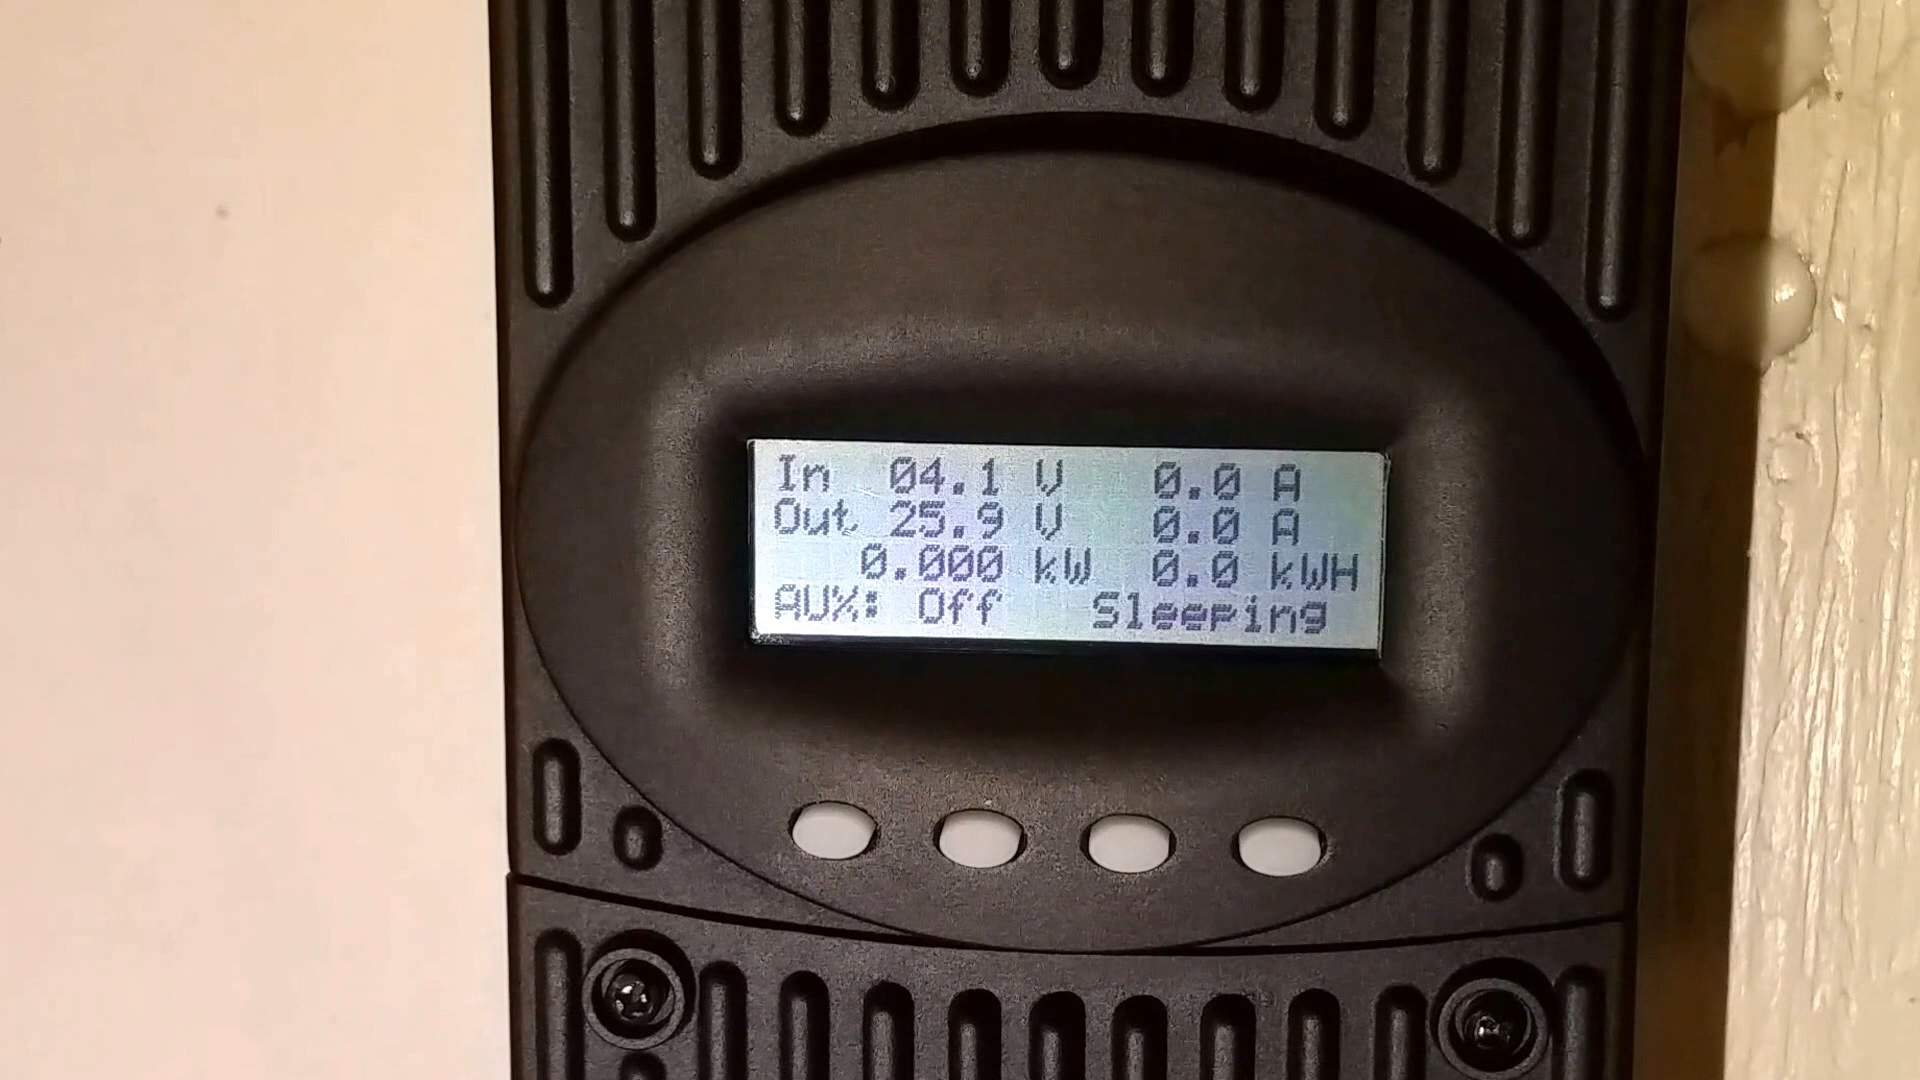 In 04.1 V 0.0 A
Out 25.9 V 0.0 A
0.000 kW 0.0 kWH
AUX: Off Sleeping